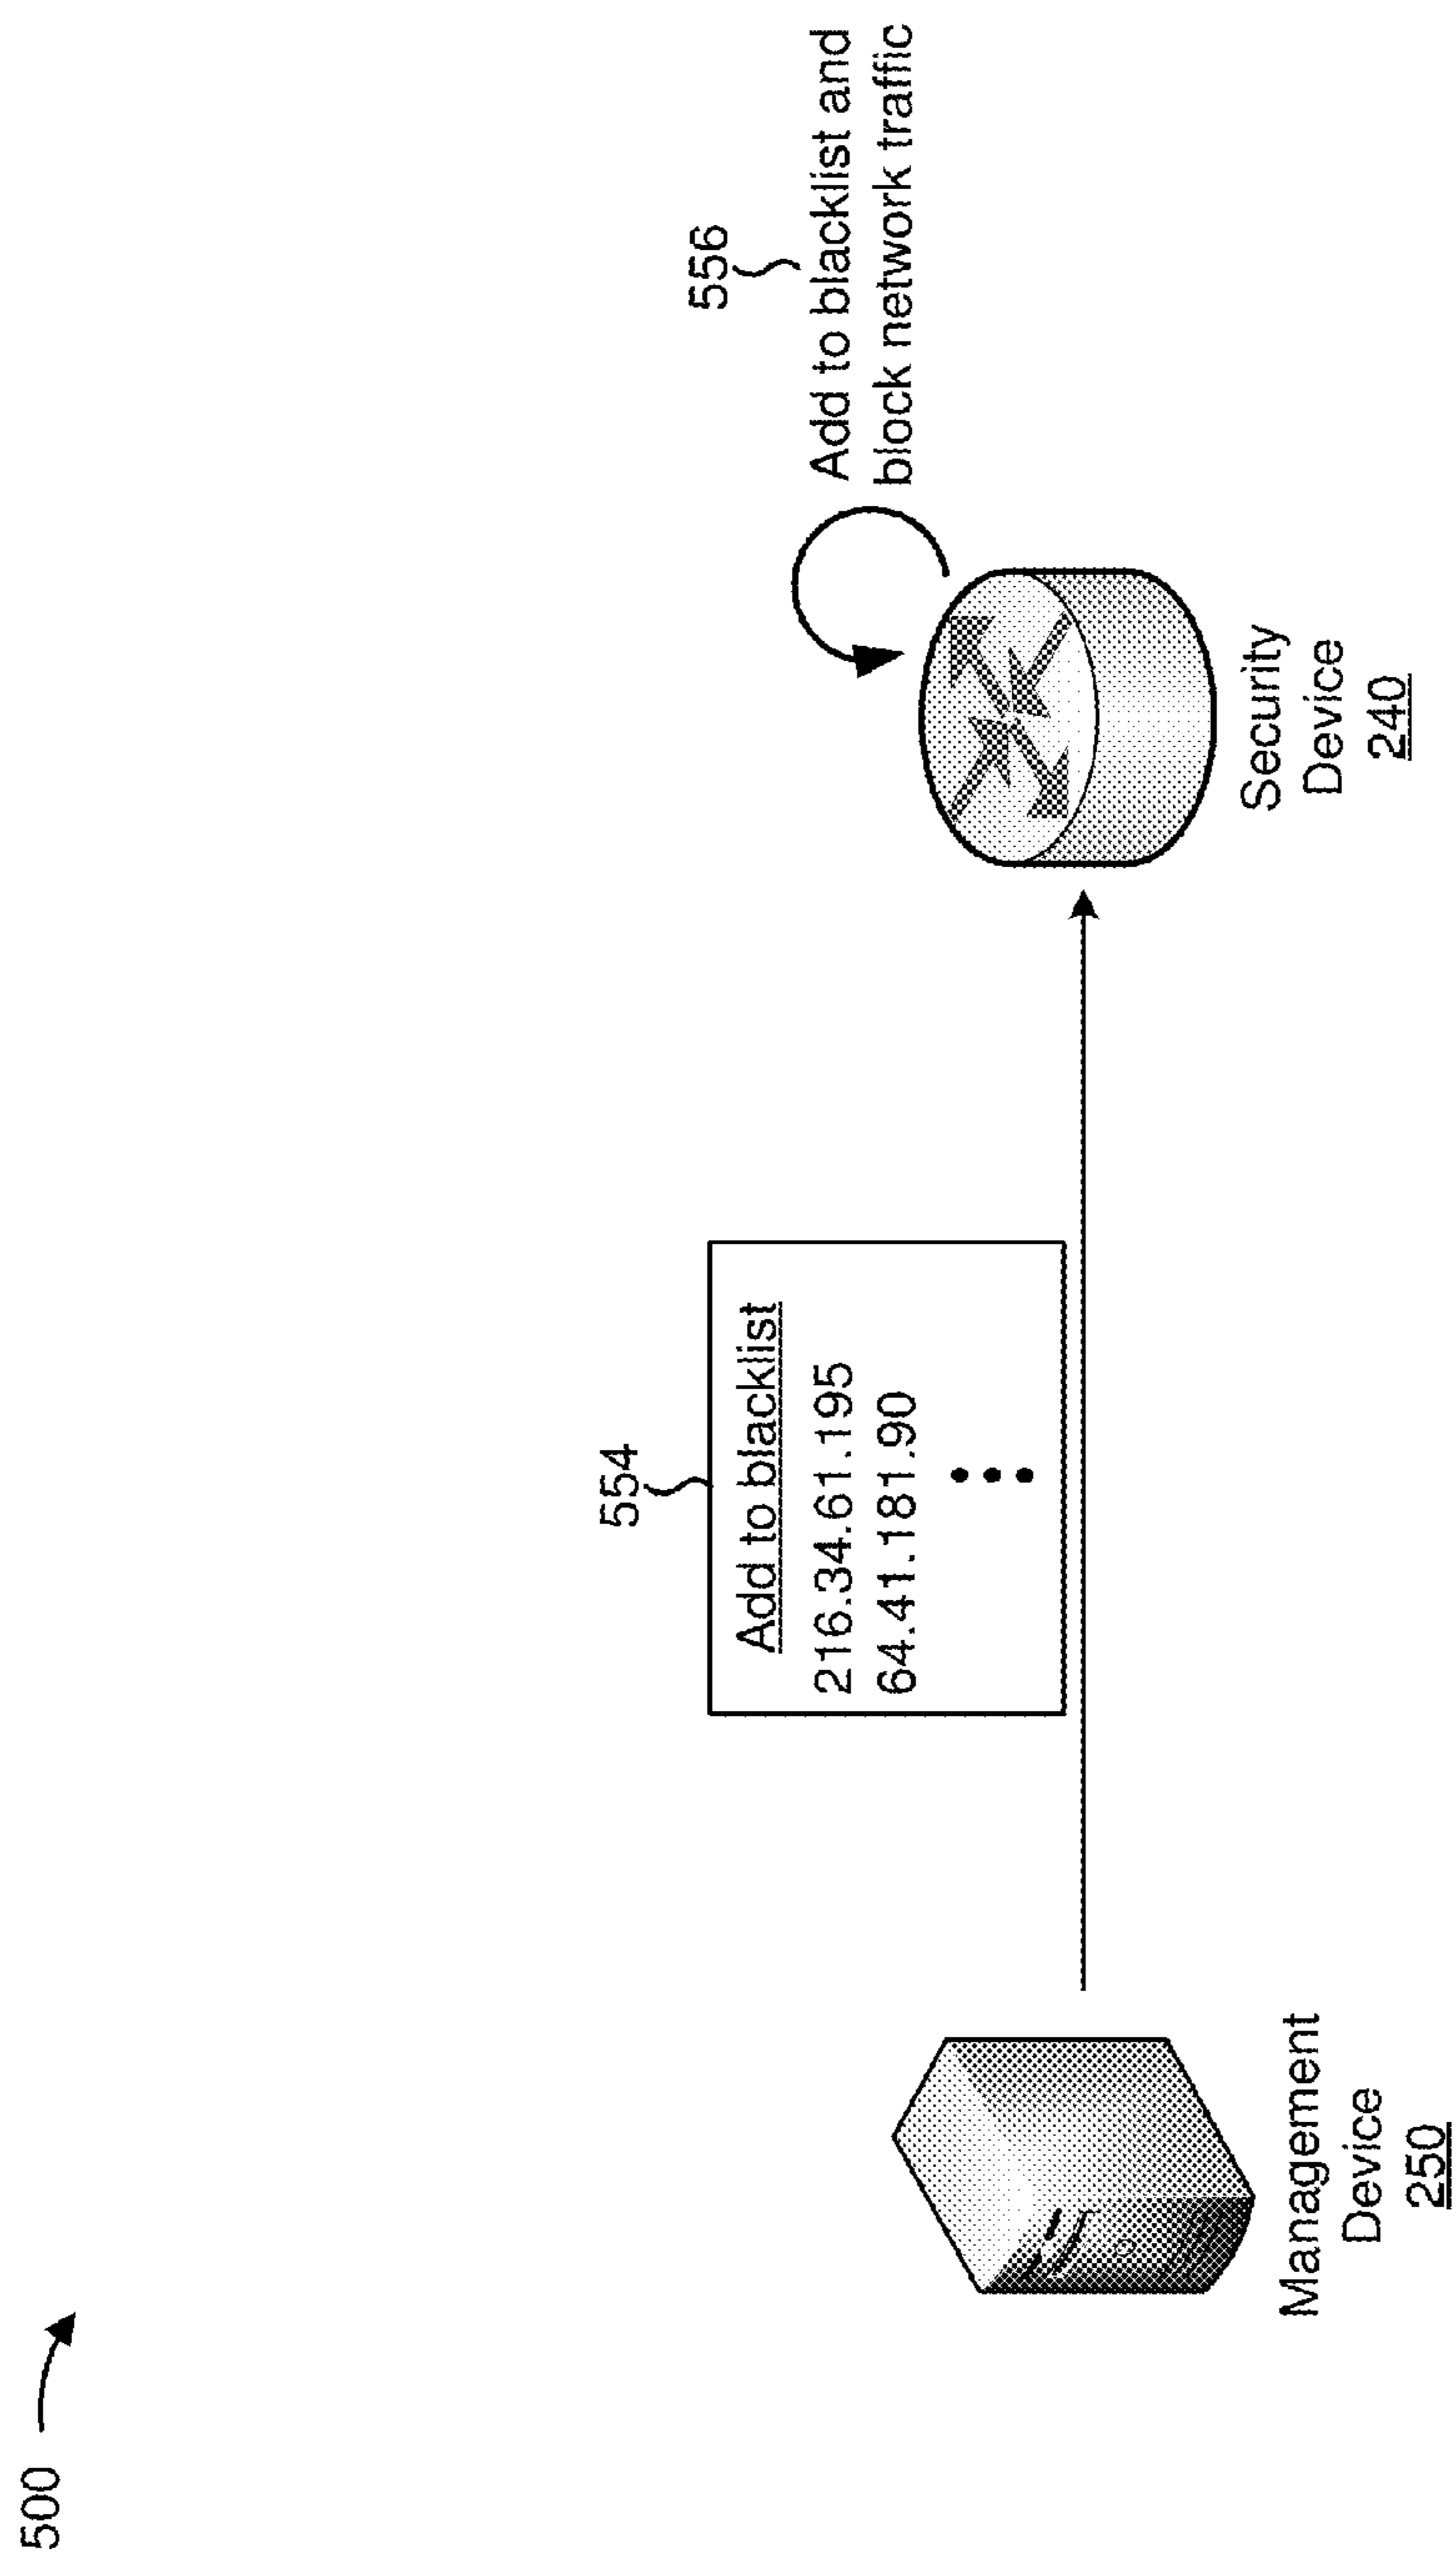 500
554
Add to blacklist
216.34.61.195
64.41.181.90
556
Add to blacklist and
block network traffic
Management
Device
250
Security
Device
240